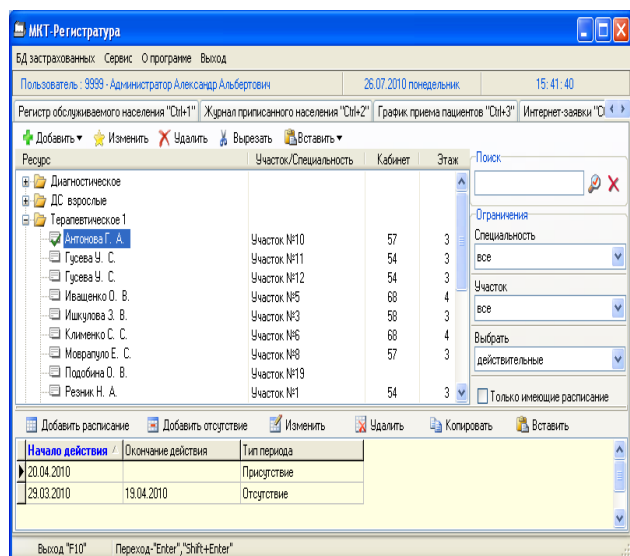 МКТ-Регистратура
БД застрахованных Сервис О программе Выход
Пользователь : 9999 - Администратор Александр Альбертович 26.07.2010 понедельник 15: 41: 40
Регистр обслуживаемого населения "Ctrl+1" Журнал приписанного населения "Ctrl+2" График приема пациентов "Ctrl+3" Интернет-заявки "C
Добавить Изменить Удалить Вырезать Вставить
Ресурс Участок/Специальность Кабинет Этаж
Поиск
Диагностическое
ДС взрослые
Терапевтическое 1
Антонова Г. А. Участок №10 57 3
Гусева У. С. Участок №11 54 3
Гусева У. С. Участок №12 54 3
Иващенко О. В. Участок №5 68 4
Ишкулова З. В. Участок №3 58 3
Клименко С. С. Участок №6 68 4
Моврапуло Е. С. Участок №8 57 3
Подобина О. В. Участок №19
Резник Н. А. Участок №1 54 3
Ограничения
Специальность
все
Участок
все
Выбрать
действительные
Только имеющие расписание
Добавить расписание Добавить отсутствие Изменить Удалить Копировать Вставить
Начало действия Окончание действия Тип периода
20.04.2010 Присутствие
29.03.2010 19.04.2010 Отсутствие
Выход "F10" Переход-"Enter","Shift+Enter"